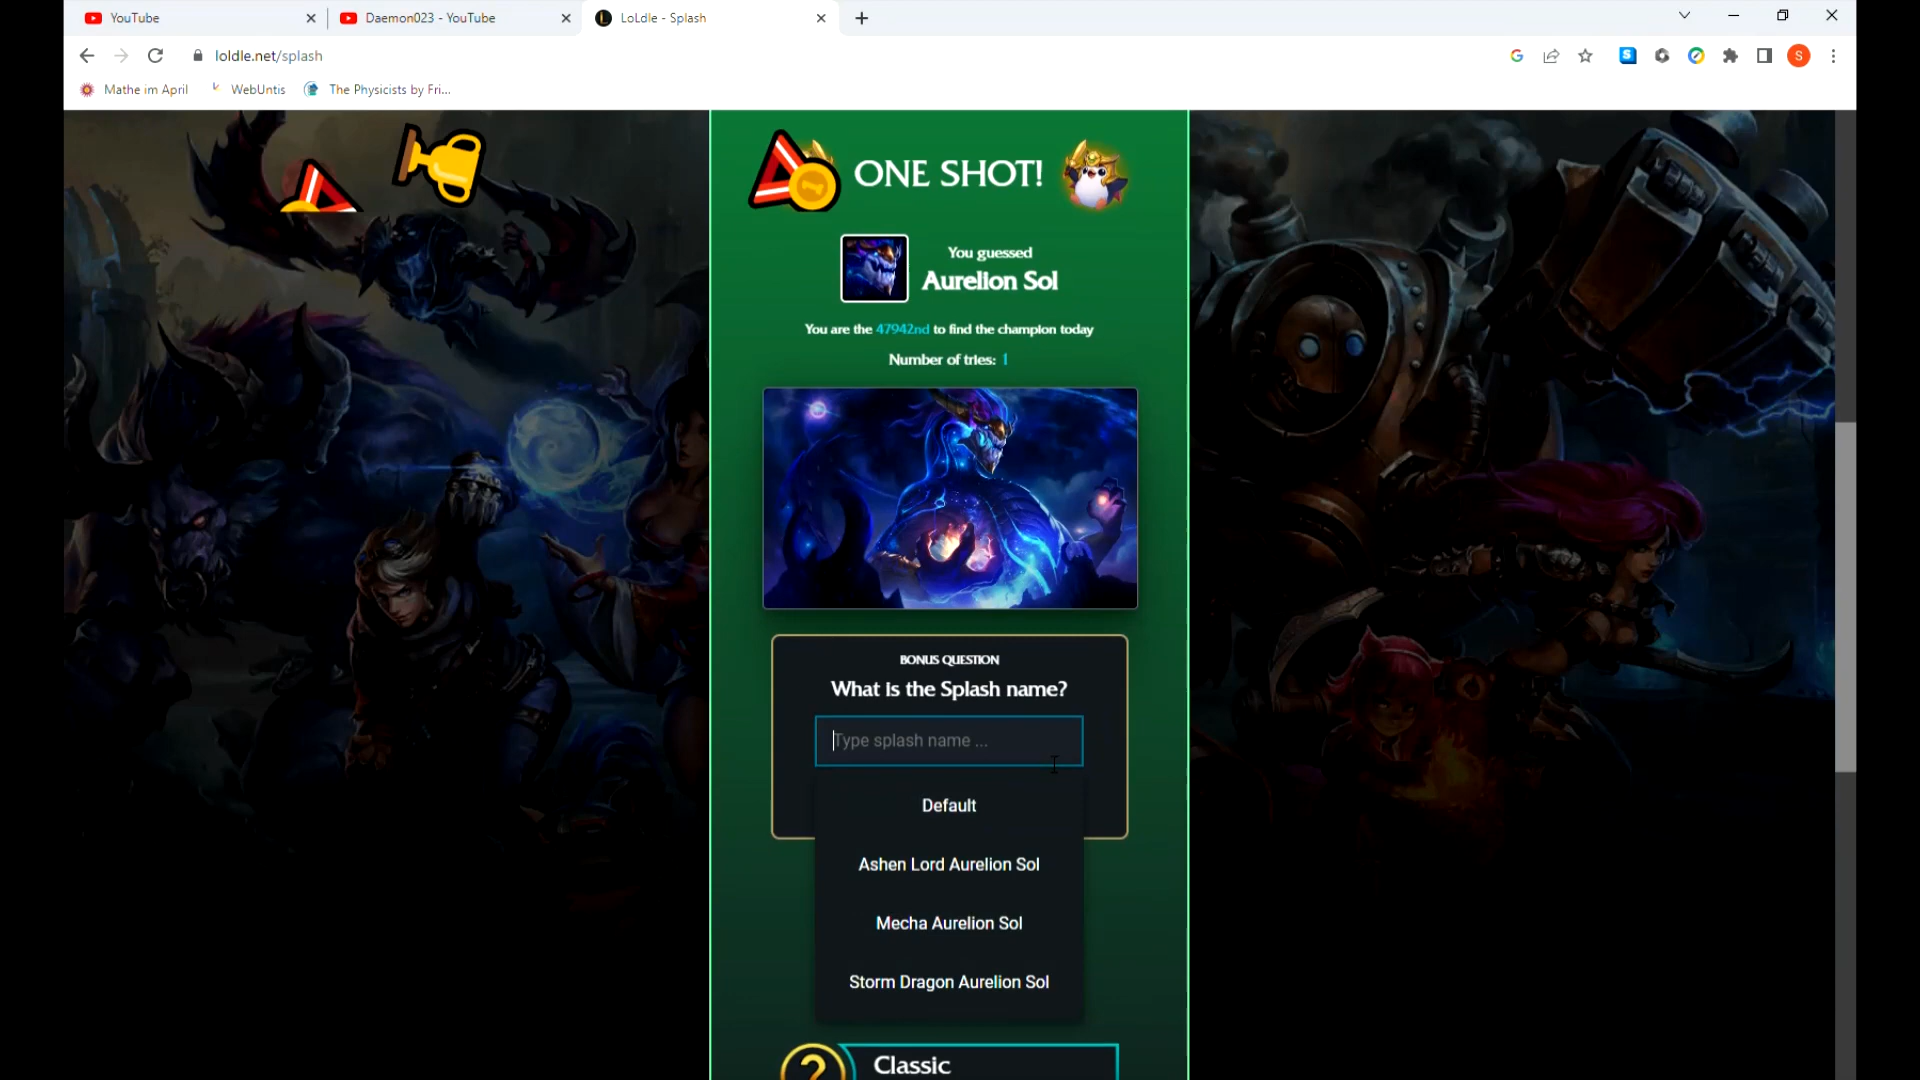 YouTube
Daemon023 - YouTube
LoLdle - Splash
loldle.net/splash
Mathe im April
WebUntis
The Physicists by Fri...
ONE SHOT!
You guessed
Aurelion Sol
You are the 47942nd to find the champion today
Number of tries: 1
BONUS QUESTION
What is the Splash name?
Type splash name ...
Default
Ashen Lord Aurelion Sol
Mecha Aurelion Sol
Storm Dragon Aurelion Sol
? Classic